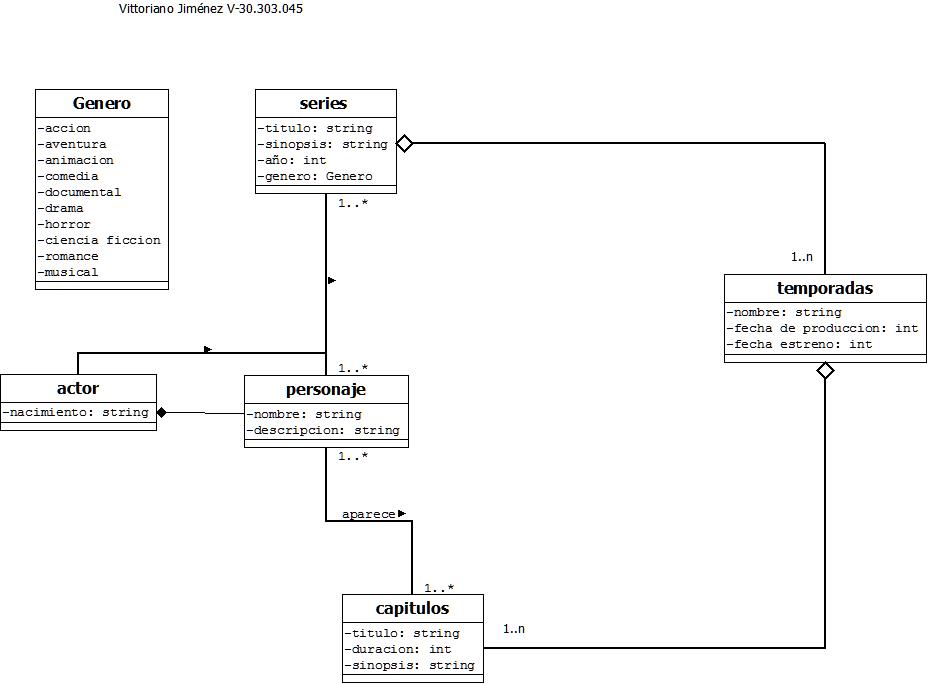 Vittoriano Jiménez V-30.303.045
Genero
-accion
-aventura
-animacion
-comedia
-documental
-drama
-horror
-ciencia ficcion
-romance
-musical
series
-titulo: string
-sinopsis: string
-año: int
-genero: Genero
1..*
1..n
temporadas
-nombre: string
-fecha de produccion: int
-fecha estreno: int
actor
-nacimiento: string
1..*
personaje
-nombre: string
-descripcion: string
1..*
aparece
1..*
capitulos
-titulo: string
-duracion: int
-sinopsis: string
1..n